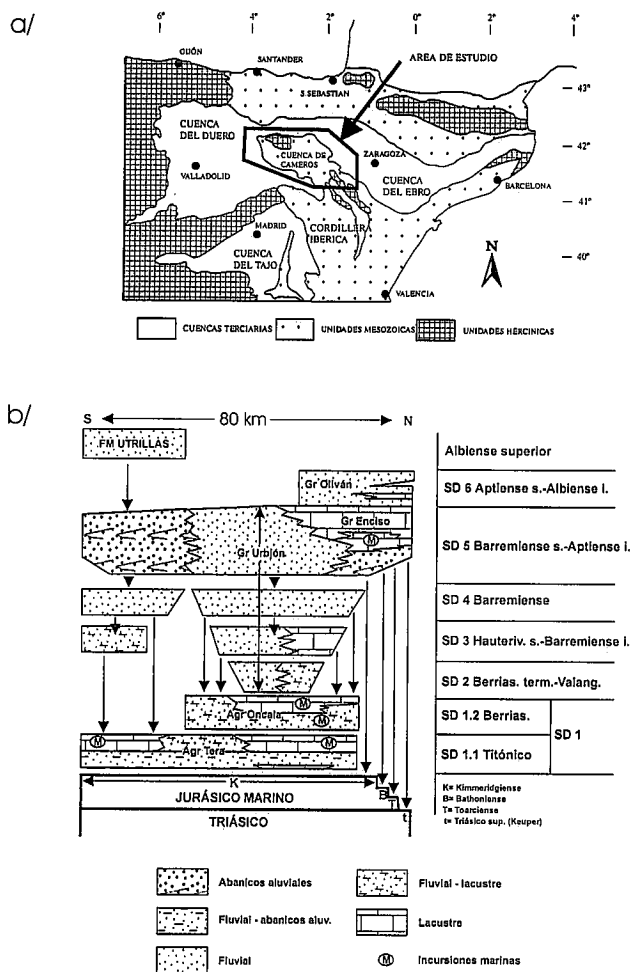 a/
6° 4° 2° 0° 2° 4°
GIJÓN
SANTANDER
S. SEBASTIAN
AREA DE ESTUDIO
43°
CUENCA
DEL DUERO
VALLADOLID
CUENCA DE
CAMEROS
ZARAGOZA
CUENCA
DEL EBRO
BARCELONA
42°
41°
MADRID
CORDILLERA
IBERICA
CUENCA
DEL TAJO
N
40°
VALENCIA
CUENCAS TERCIARIAS
UNIDADES MESOZOICAS
UNIDADES HERCINICAS
b/
S 80 km N
FM UTRILLAS
Albiense superior
Gr Oliván
SD 6 Aptiense s.-Albiense i.
Gr Enciso
M
Gr Urbión
SD 5 Barremiense s.-Aptiense i.
SD 4 Barremiense
SD 3 Hauteriv. s.-Barremiense i.
SD 2 Berrias. term.-Valang.
M
Agr Oncala
M
SD 1.2 Berrias.
SD 1
M
Agr Tera
M
SD 1.1 Titónico
K
JURÁSICO MARINO
B
T
TRIÁSICO
t
K= Kimmeridgiense
B= Bathoniense
T= Toarciense
t= Triásico sup. (Keuper)
Abanicos aluviales
Fluvial - lacustre
Fluvial - abanicos aluv.
Lacustre
Fluvial
M
Incursiones marinas